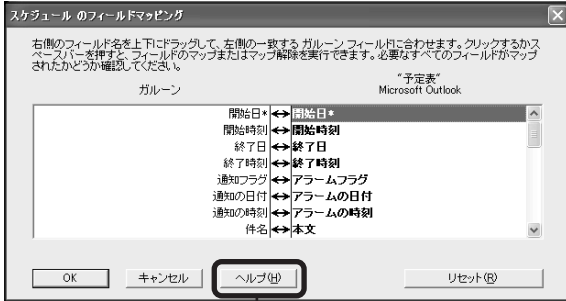 スケジュール のフィールドマッピング
右側のフィールド名を上下にドラッグして、左側の一致する ガルーン フィールドに合わせます。クリックするかス
ペースバーを押すと、フィールドのマップまたはマップ解除を実行できます。必要なすべてのフィールドがマップ
されたかどうか確認してください。
ガルーン
"予定表"
Microsoft Outlook
開始日* ↔ 開始日*
開始時刻 ↔ 開始時刻
終了日 ↔ 終了日
終了時刻 ↔ 終了時刻
通知フラグ ↔ アラームフラグ
通知の日付 ↔ アラームの日付
通知の時刻 ↔ アラームの時刻
件名 ↔ 本文
OK キャンセル ヘルプ(H) リセット(R)